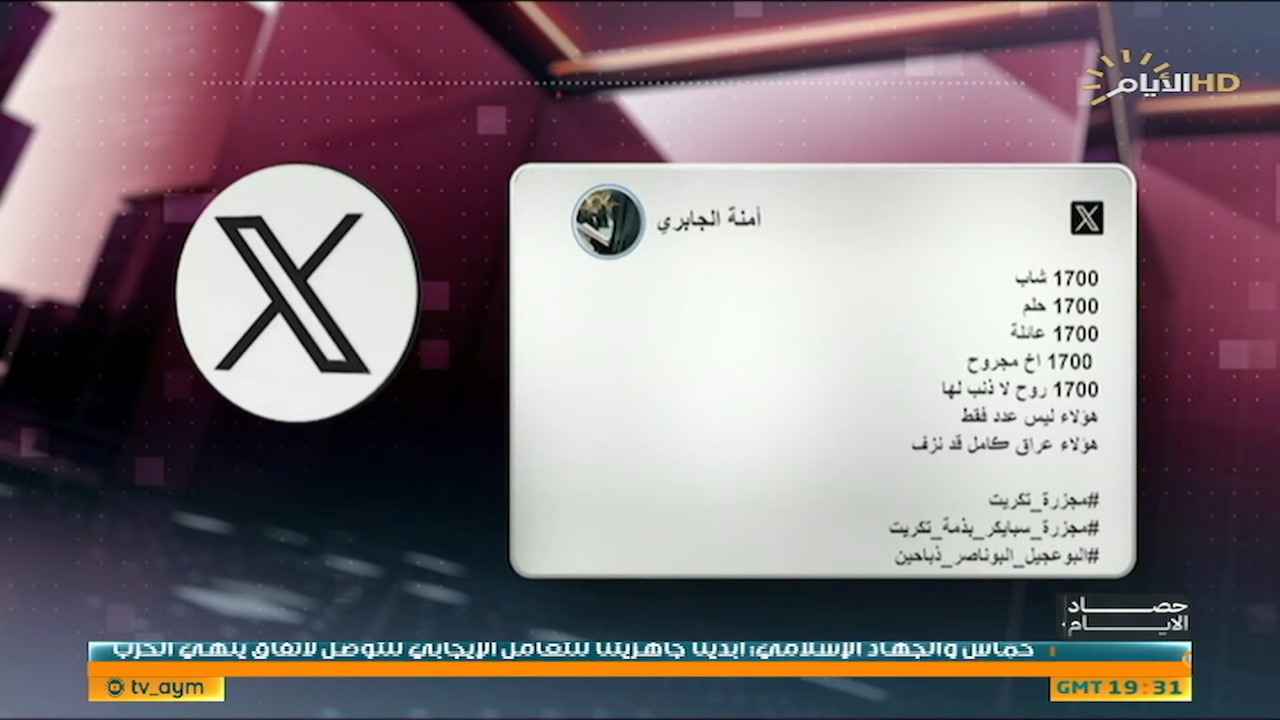 الأيام HD
أمنة الجابري
1700 شاب
1700 حلم
1700 عائلة
1700 اخ مجروح
1700 روح لا ذنب لها
هؤلاء ليس عدد فقط
هؤلاء عراق كامل قد نزف
#مجزرة_تكريت
#مجزرة_سبايكر_بذمة_تكريت
#البوعجيل_البوناصر_ذباحين
حصاد
الايام
حماس والجهاد الإسلامي: أبدينا جاهزيتنا للتعامل الإيجابي للتوصل لاتفاق ينهي الحرب
tv_aym
GMT 19:31